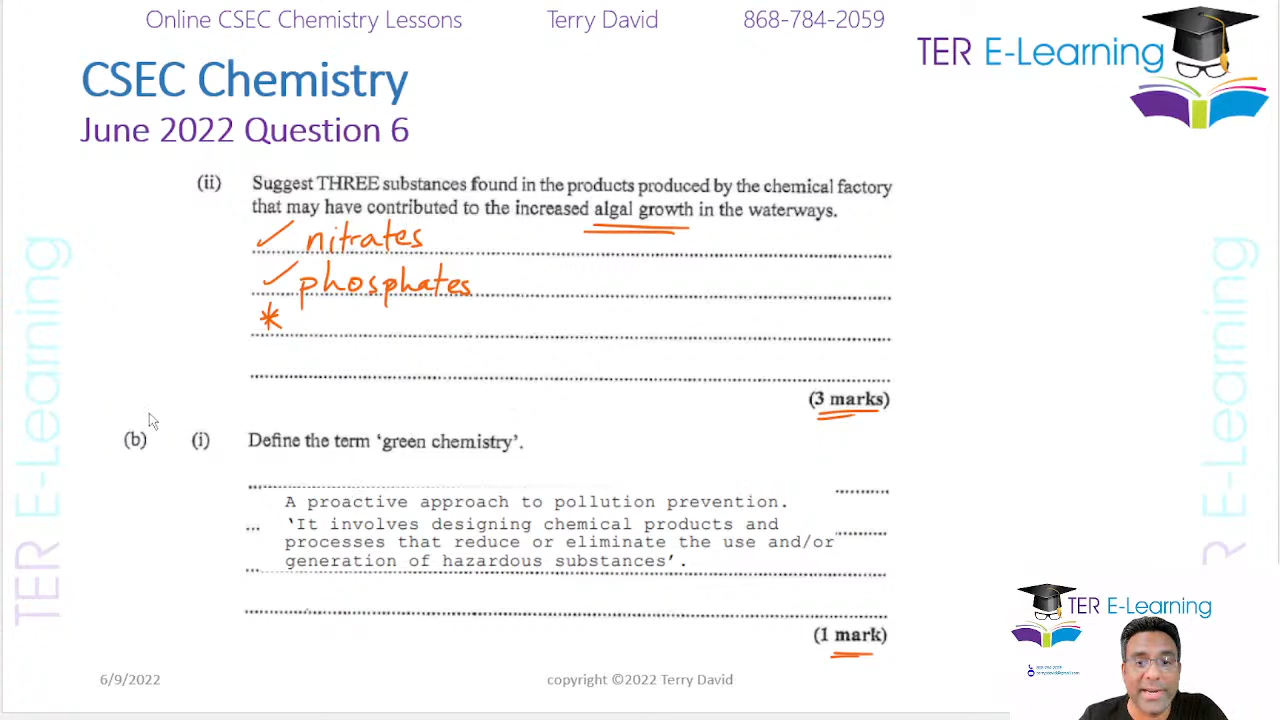 Online CSEC Chemistry Lessons Terry David 868-784-2059
TER E-Learning
CSEC Chemistry
June 2022 Question 6
(ii) Suggest THREE substances found in the products produced by the chemical factory
that may have contributed to the increased algal growth in the waterways.
✓ nitrates
✓ phosphates
*
(3 marks)
(b) (i) Define the term ‘green chemistry’.
A proactive approach to pollution prevention.
‘It involves designing chemical products and
processes that reduce or eliminate the use and/or
generation of hazardous substances’.
(1 mark)
TER E-Learning
TER E-Learning
TER E-Learning
6/9/2022 copyright ©2022 Terry David